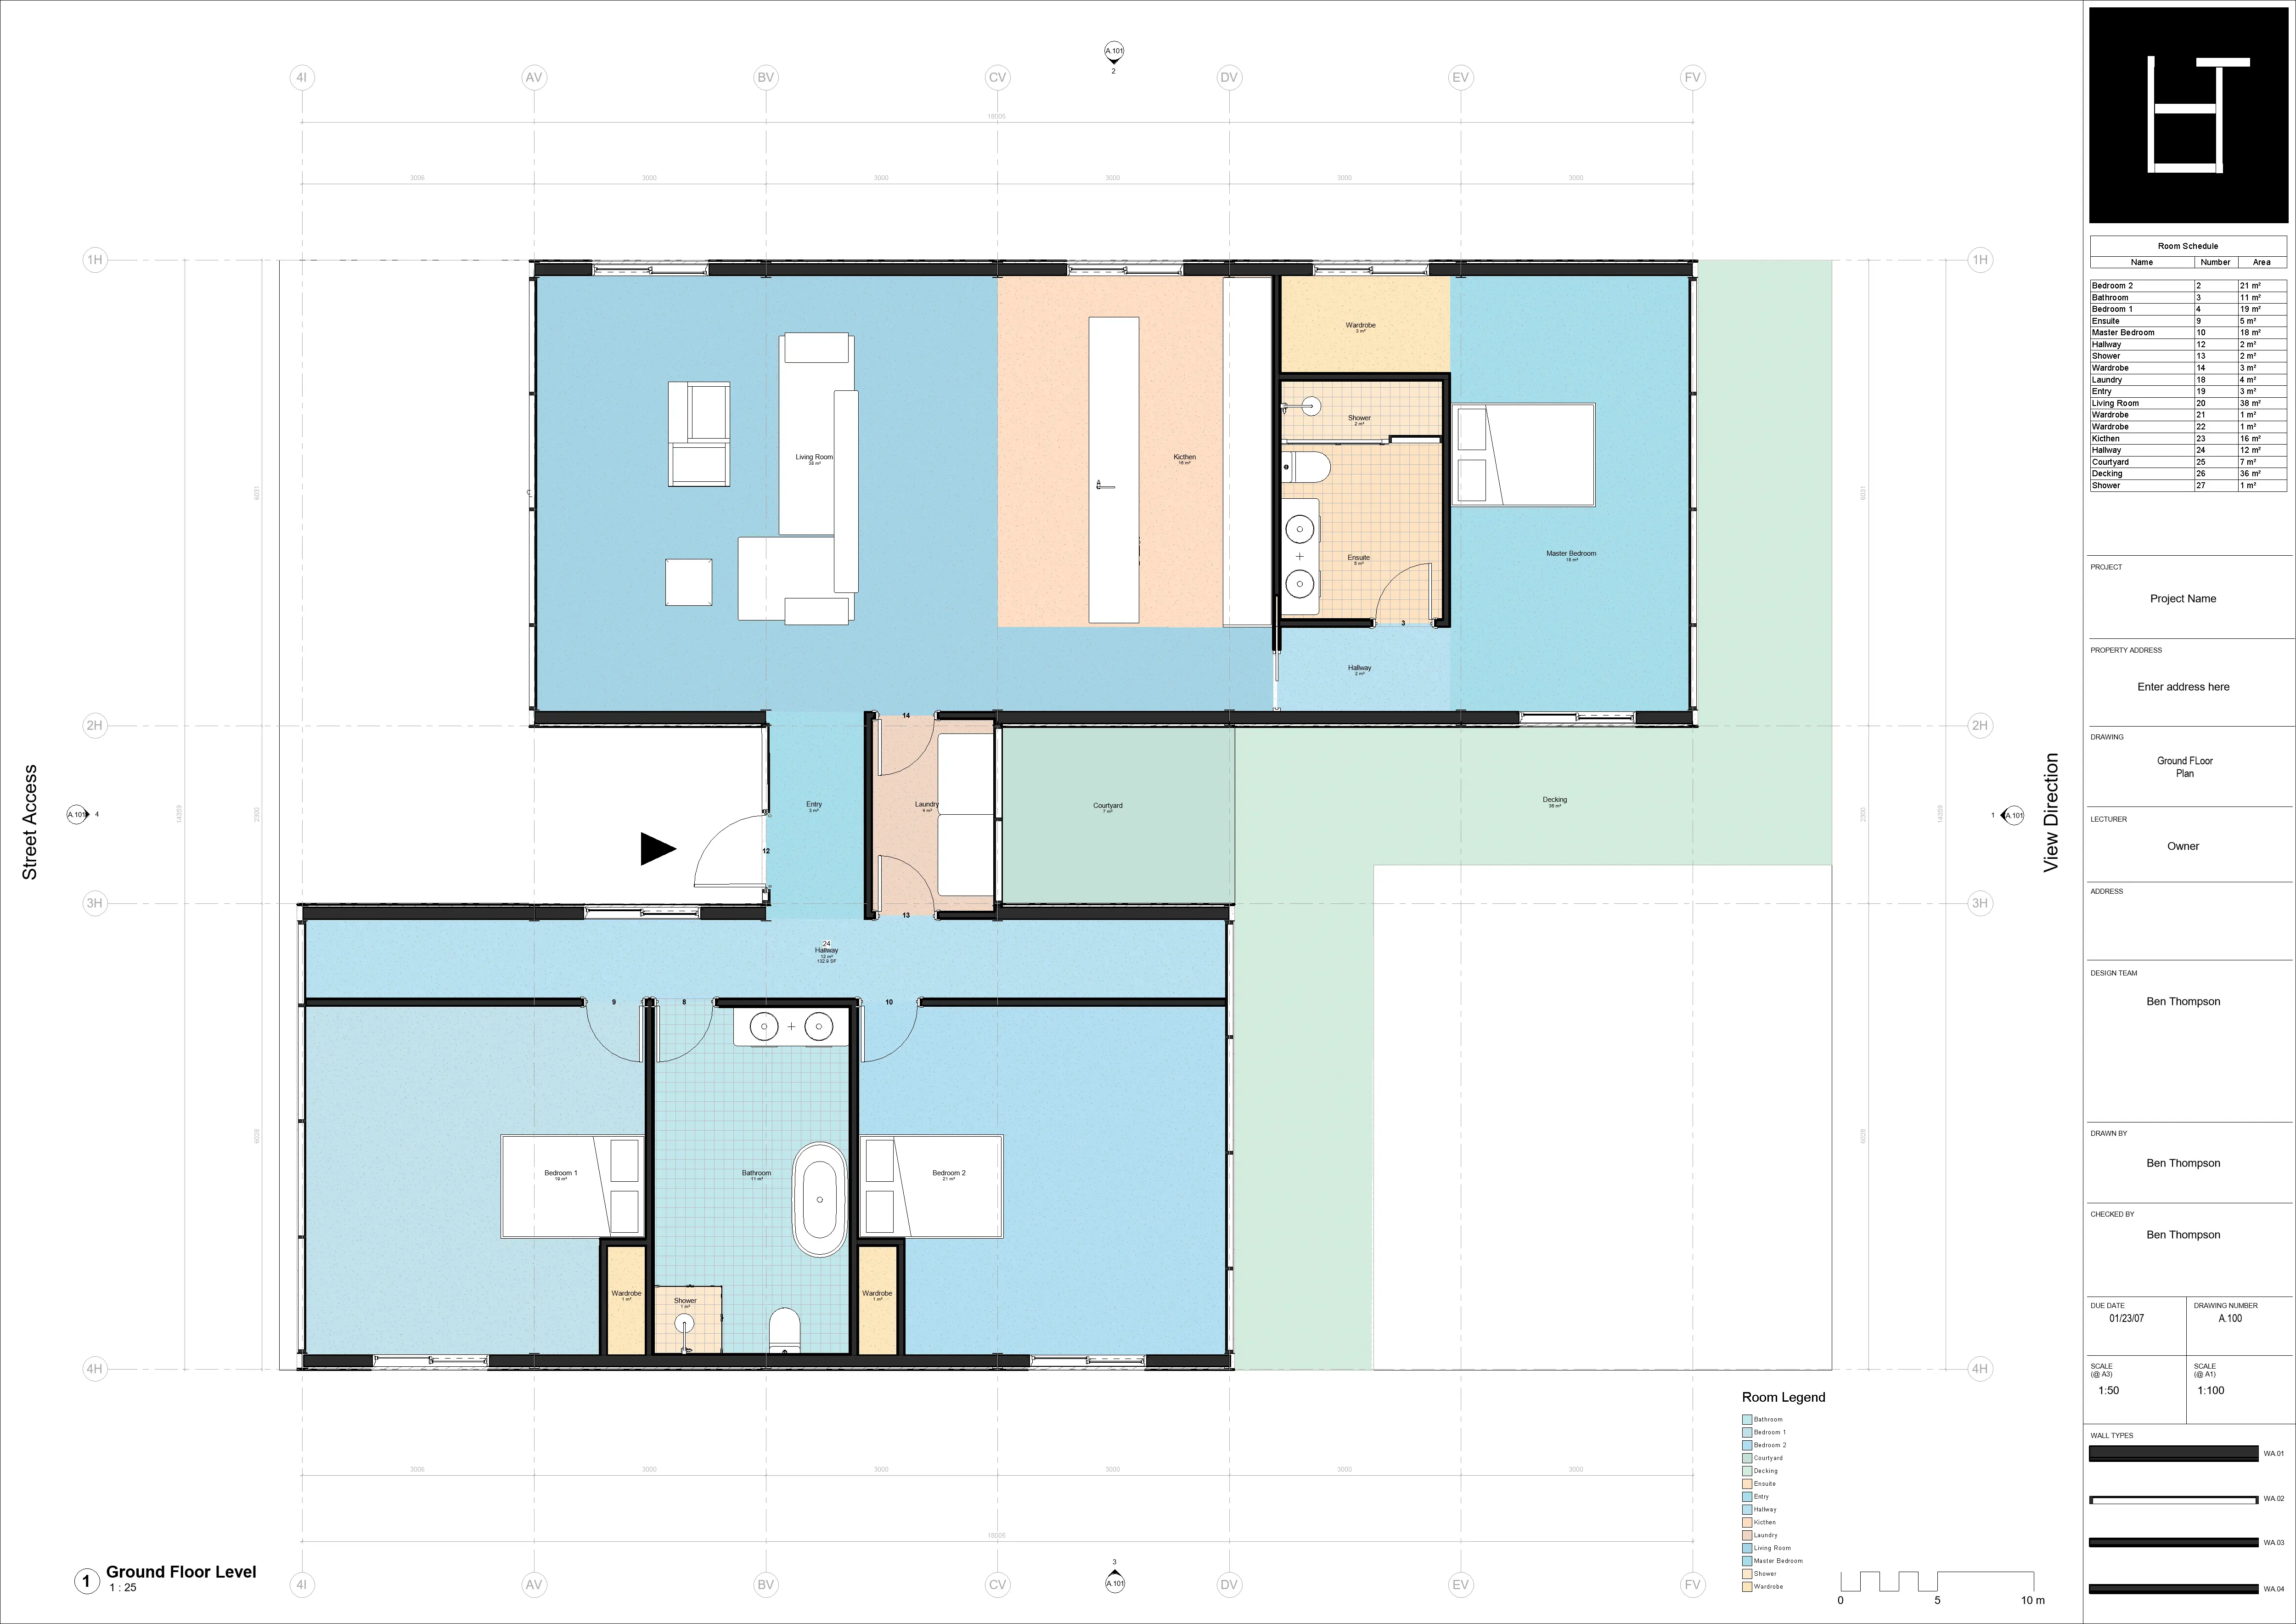 A.101
2
4I AV BV CV DV EV FV
18005
3006 3000 3000 3000 3000 3000
1H 1H
Wardrobe
3 m²
Shower
2 m²
Living Room
38 m²
Kicthen
16 m²
6031 6031
Ensuite
5 m²
Master Bedroom
18 m²
3
Hallway
2 m²
14
2H 2H
Street Access
View Direction
A.101 4
1 A.101
14359 2300
2300 14359
Entry
3 m²
Laundry
4 m²
Courtyard
7 m²
Decking
36 m²
12
13
3H 3H
24
Hallway
12 m²
132.9 SF
9 8 10
6028 6028
Bedroom 1
19 m²
Bathroom
11 m²
Bedroom 2
21 m²
Wardrobe
1 m²
Shower
1 m²
Wardrobe
1 m²
4H 4H
3006 3000 3000 3000 3000 3000
18005
3
A.101
4I AV BV CV DV EV FV
1 Ground Floor Level
1 : 25
Room Legend
Bathroom
Bedroom 1
Bedroom 2
Courtyard
Decking
Ensuite
Entry
Hallway
Kicthen
Laundry
Living Room
Master Bedroom
Shower
Wardrobe
0 5 10 m
Room Schedule
Name Number Area
Bedroom 2 2 21 m²
Bathroom 3 11 m²
Bedroom 1 4 19 m²
Ensuite 9 5 m²
Master Bedroom 10 18 m²
Hallway 12 2 m²
Shower 13 2 m²
Wardrobe 14 3 m²
Laundry 18 4 m²
Entry 19 3 m²
Living Room 20 38 m²
Wardrobe 21 1 m²
Wardrobe 22 1 m²
Kicthen 23 16 m²
Hallway 24 12 m²
Courtyard 25 7 m²
Decking 26 36 m²
Shower 27 1 m²
PROJECT
Project Name
PROPERTY ADDRESS
Enter address here
DRAWING
Ground FLoor
Plan
LECTURER
Owner
ADDRESS
DESIGN TEAM
Ben Thompson
DRAWN BY
Ben Thompson
CHECKED BY
Ben Thompson
DUE DATE
01/23/07
DRAWING NUMBER
A.100
SCALE
(@ A3)
1:50
SCALE
(@ A1)
1:100
WALL TYPES
WA.01
WA.02
WA.03
WA.04